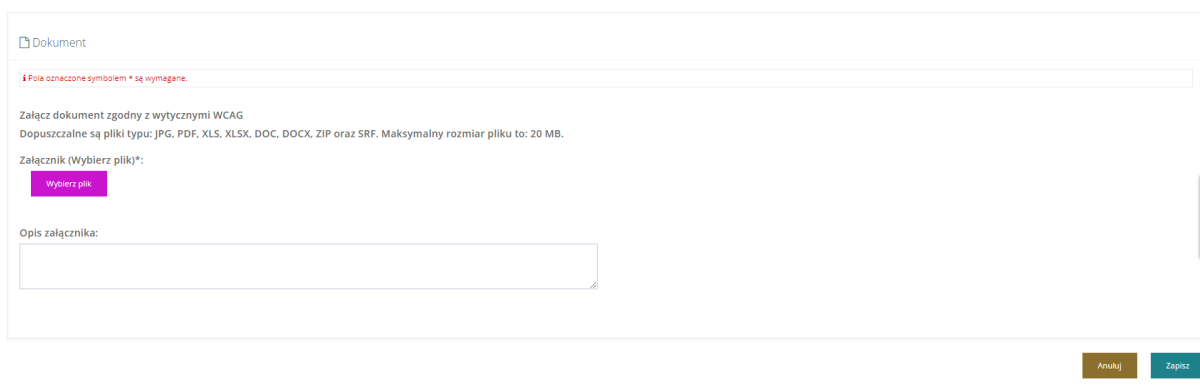 Dokument
i Pola oznaczone symbolem * są wymagane.
Załącz dokument zgodny z wytycznymi WCAG
Dopuszczalne są pliki typu: JPG, PDF, XLS, XLSX, DOC, DOCX, ZIP oraz SRF. Maksymalny rozmiar pliku to: 20 MB.
Załącznik (Wybierz plik)*:
Wybierz plik
Opis załącznika:
Anuluj Zapisz